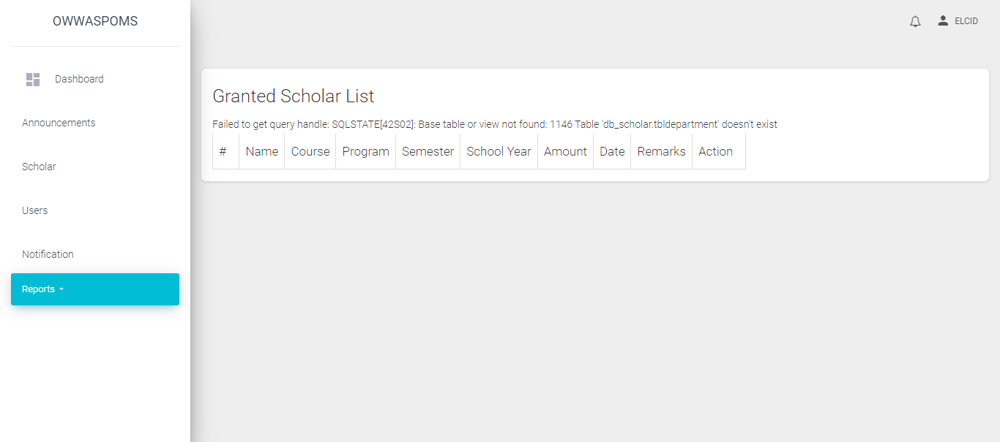 OWWASPOMS
ELCID
Dashboard
Announcements
Scholar
Users
Notification
Reports
Granted Scholar List
Failed to get query handle: SQLSTATE[42S02]: Base table or view not found: 1146 Table 'db_scholar.tbldepartment' doesn't exist
# Name Course Program Semester School Year Amount Date Remarks Action